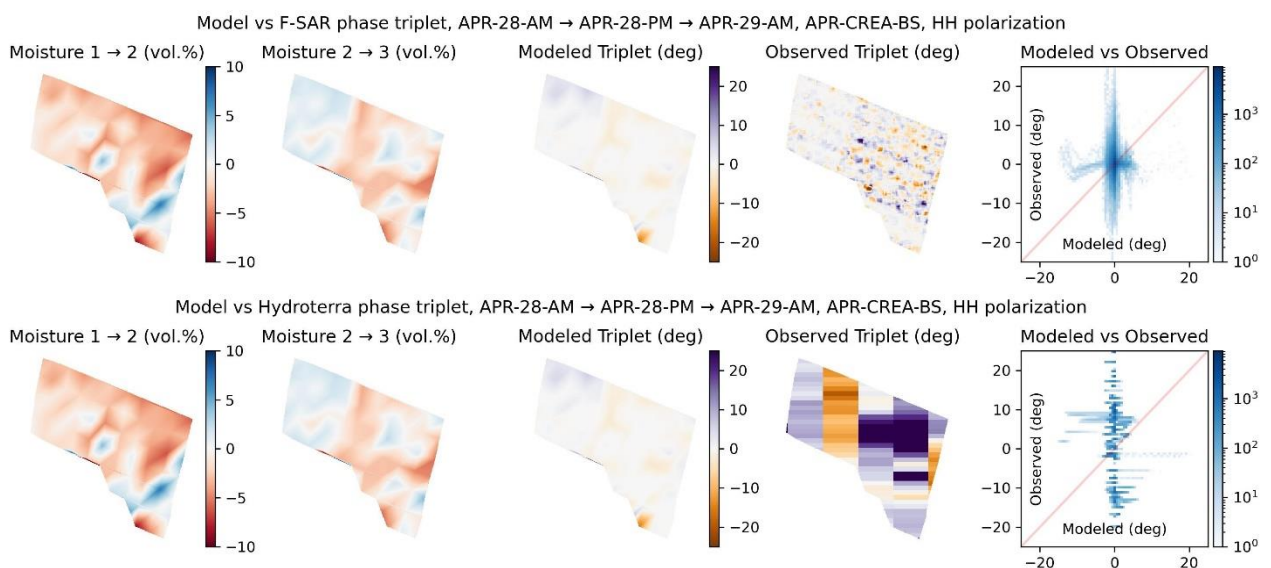 Model vs F-SAR phase triplet, APR-28-AM → APR-28-PM → APR-29-AM, APR-CREA-BS, HH polarization
Moisture 1 → 2 (vol.%)
Moisture 2 → 3 (vol.%)
Modeled Triplet (deg)
Observed Triplet (deg)
Modeled vs Observed
10
5
0
−5
−10
20
10
0
−10
−20
20
10
0
−10
−20
Observed (deg)
Modeled (deg)
−20
0
20
10³
10²
10¹
10⁰
Model vs Hydroterra phase triplet, APR-28-AM → APR-28-PM → APR-29-AM, APR-CREA-BS, HH polarization
Moisture 1 → 2 (vol.%)
Moisture 2 → 3 (vol.%)
Modeled Triplet (deg)
Observed Triplet (deg)
Modeled vs Observed
10
5
0
−5
−10
20
10
0
−10
−20
20
10
0
−10
−20
Observed (deg)
Modeled (deg)
−20
0
20
10³
10²
10¹
10⁰